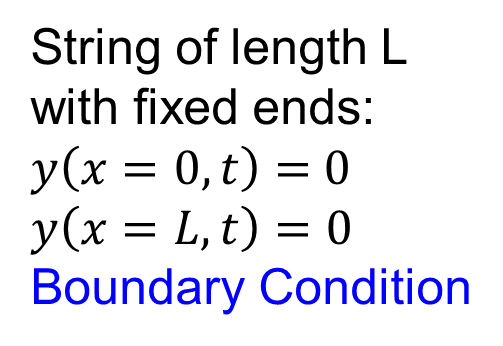 String of length L
with fixed ends:
𝑦(𝑥 = 0, 𝑡) = 0
𝑦(𝑥 = 𝐿, 𝑡) = 0
Boundary Condition